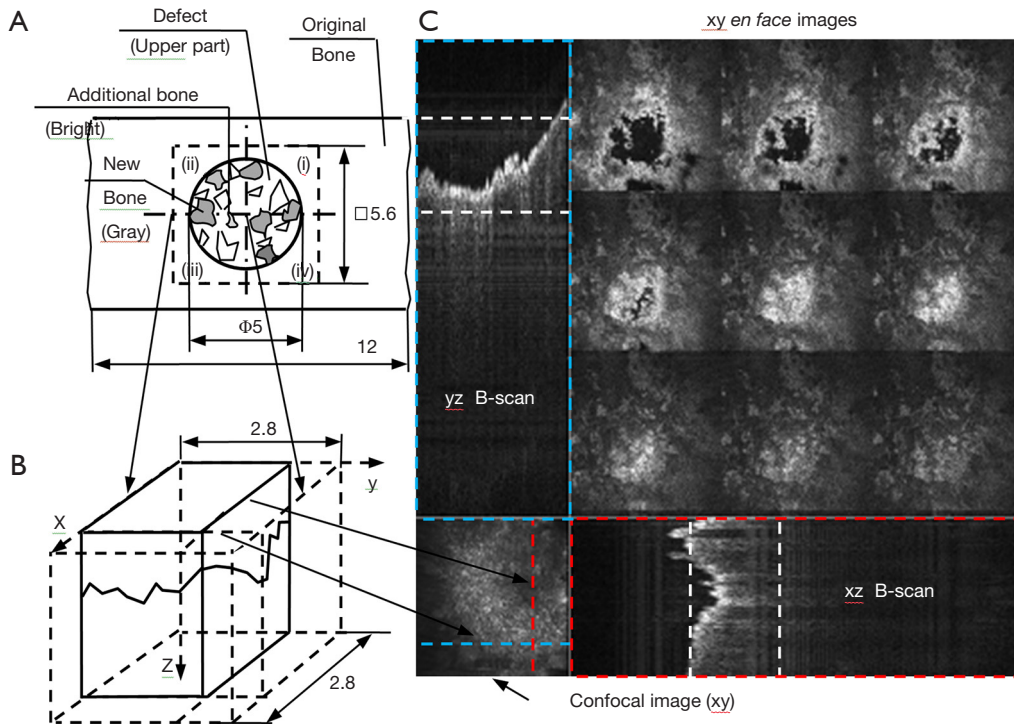 A
Defect
(Upper part)
Original
Bone
Additional bone
(Bright)
(ii)
(i)
New
Bone
(Gray)
□5.6
(iii)
(iv)
Φ5
12
B
2.8
y
X
Z
2.8
C
xy en face images
yz B-scan
xz B-scan
Confocal image (xy)